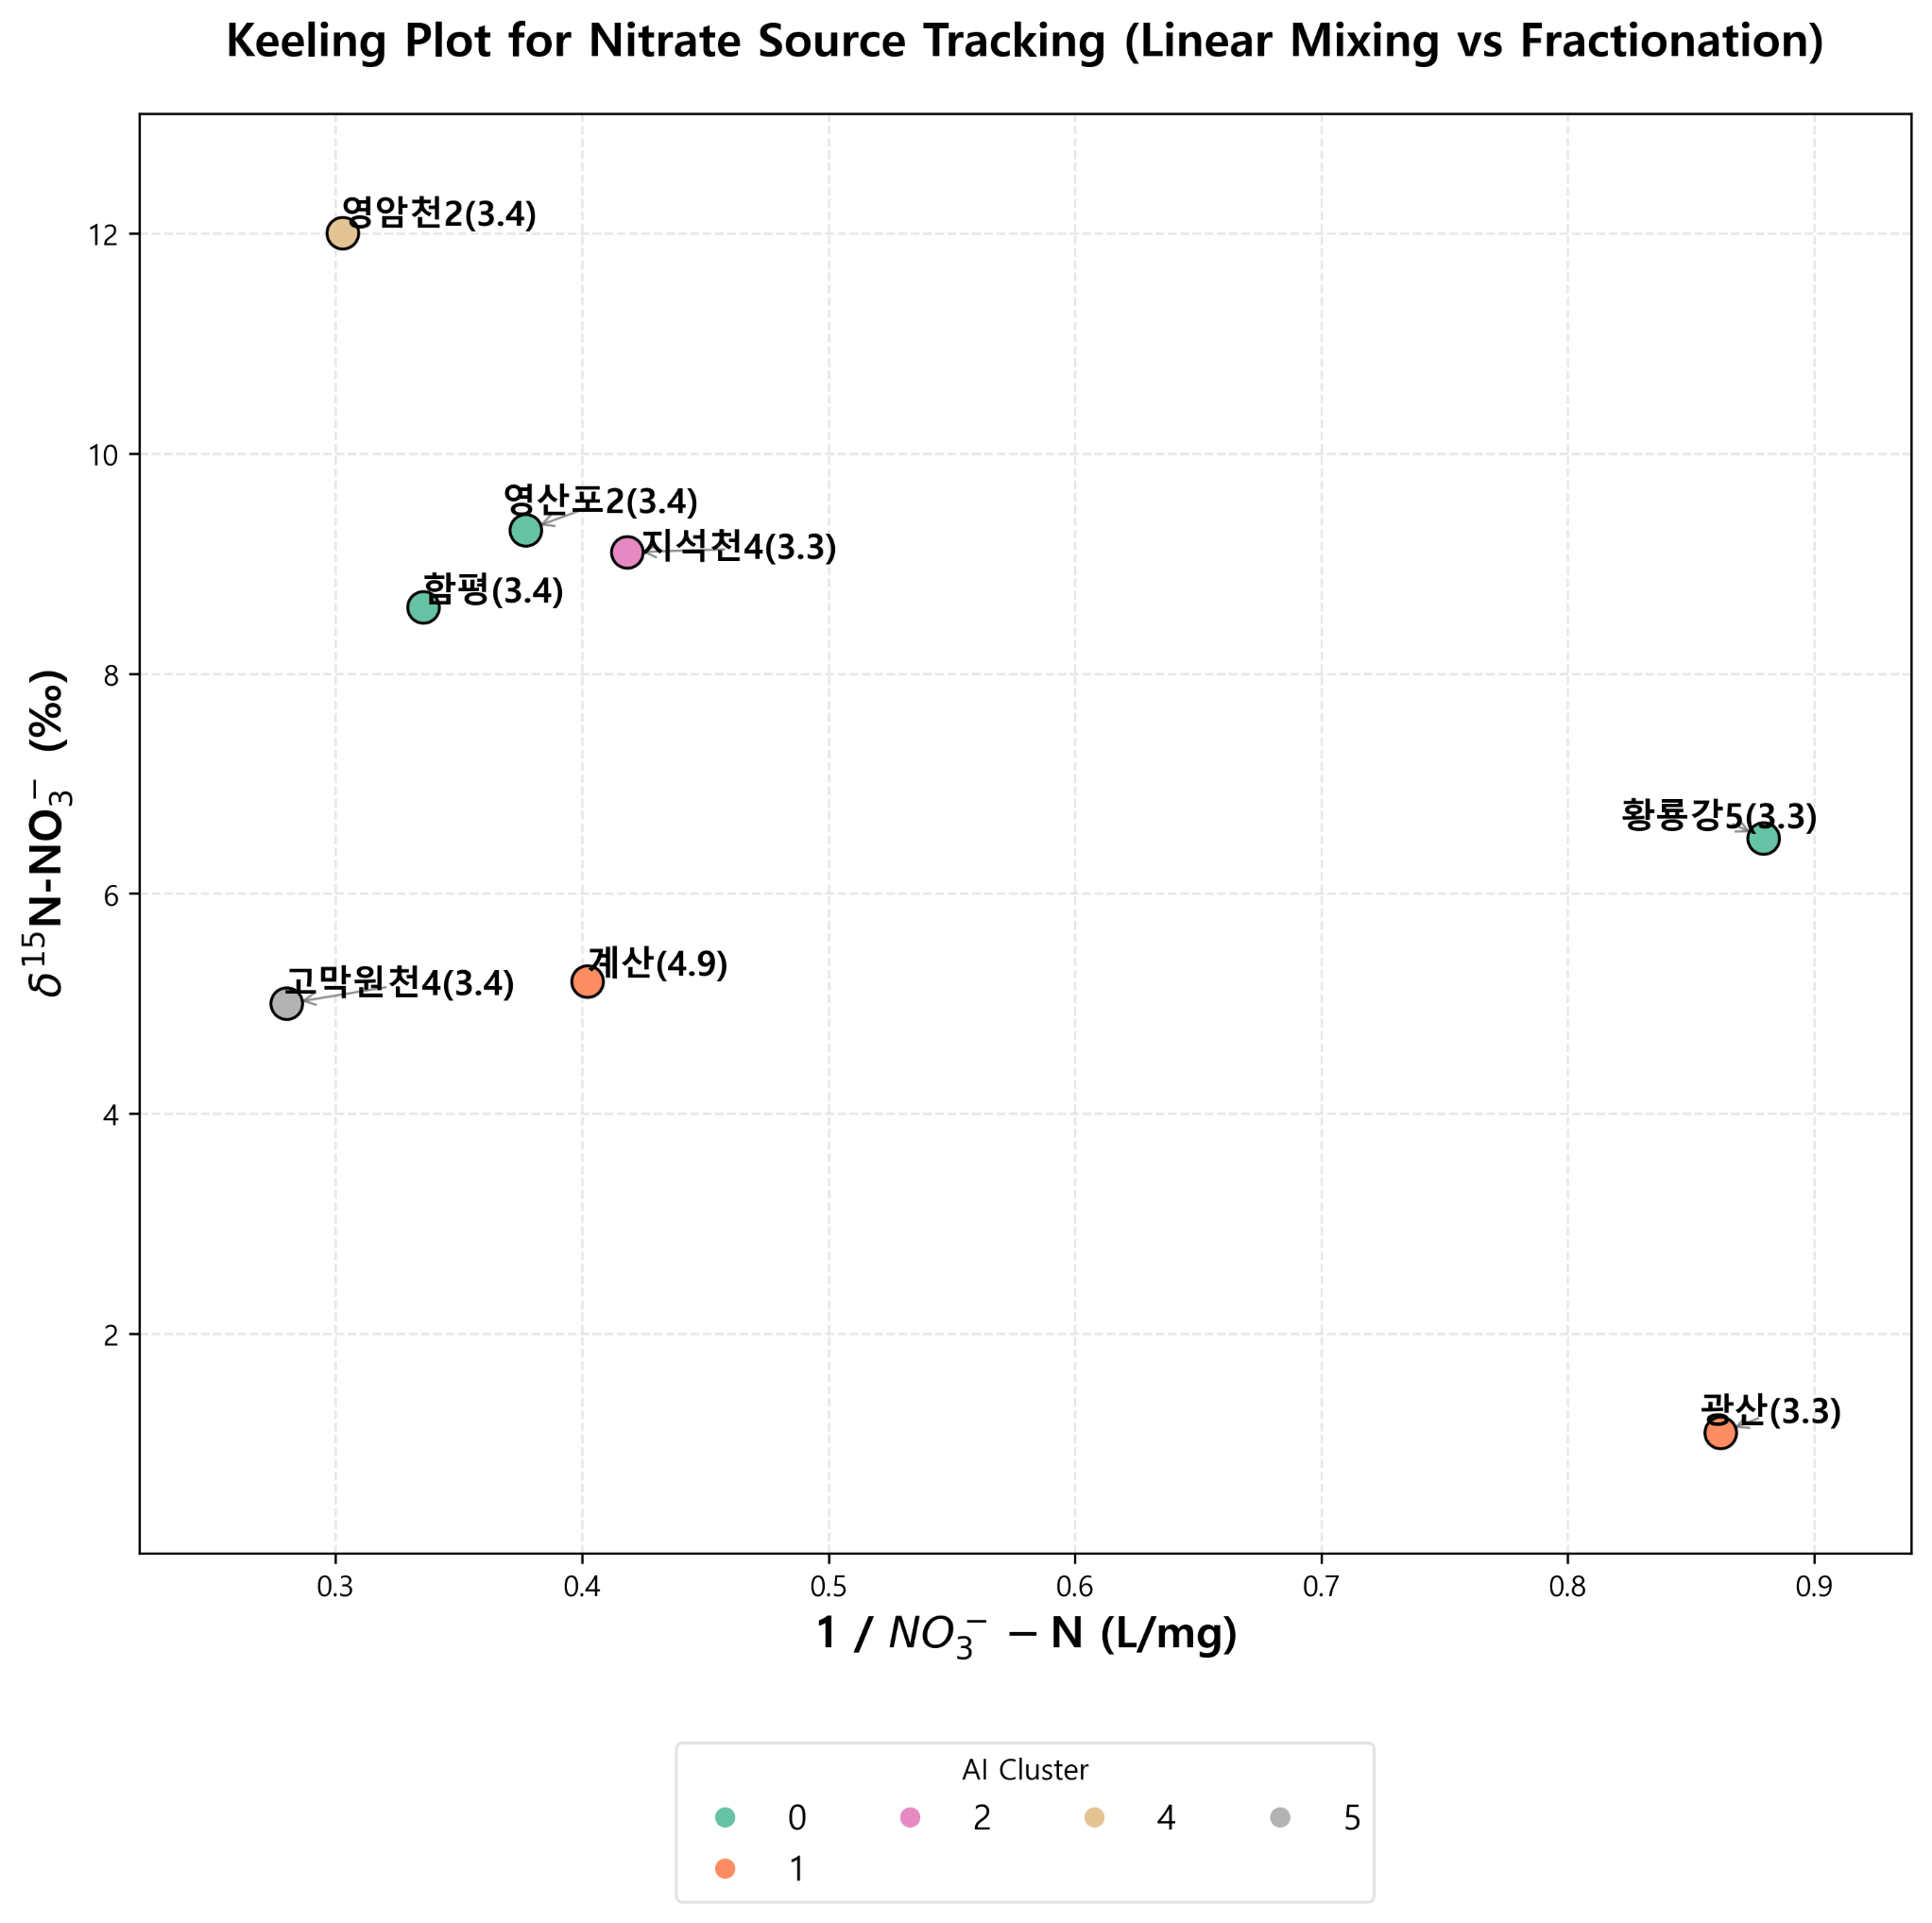 Keeling Plot for Nitrate Source Tracking (Linear Mixing vs Fractionation)
영암천2(3.4)
영산포2(3.4)
지석천4(3.3)
함평(3.4)
황룡강5(3.3)
계산(4.9)
고막원천4(3.4)
광산(3.3)
12
10
8
6
4
2
δ¹⁵N-NO₃⁻ (‰)
0.3 0.4 0.5 0.6 0.7 0.8 0.9
1 / NO₃⁻ − N (L/mg)
AI Cluster
0 2 4 5
1